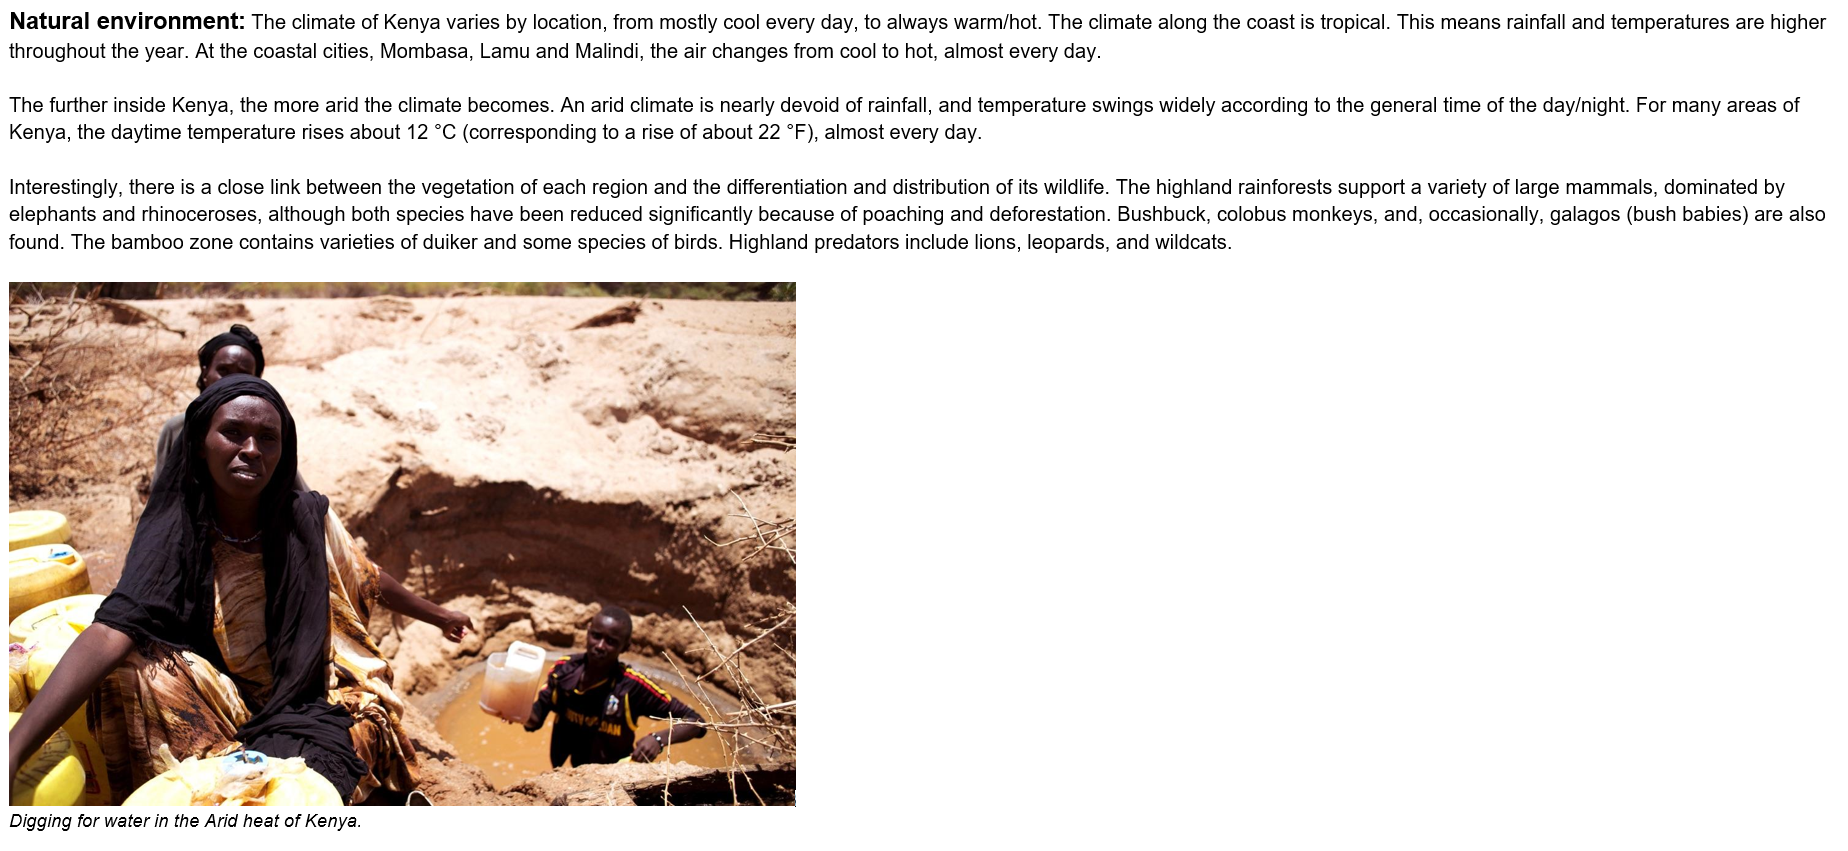 Natural environment: The climate of Kenya varies by location, from mostly cool every day, to always warm/hot. The climate along the coast is tropical. This means rainfall and temperatures are higher
throughout the year. At the coastal cities, Mombasa, Lamu and Malindi, the air changes from cool to hot, almost every day.
The further inside Kenya, the more arid the climate becomes. An arid climate is nearly devoid of rainfall, and temperature swings widely according to the general time of the day/night. For many areas of
Kenya, the daytime temperature rises about 12 °C (corresponding to a rise of about 22 °F), almost every day.
Interestingly, there is a close link between the vegetation of each region and the differentiation and distribution of its wildlife. The highland rainforests support a variety of large mammals, dominated by
elephants and rhinoceroses, although both species have been reduced significantly because of poaching and deforestation. Bushbuck, colobus monkeys, and, occasionally, galagos (bush babies) are also
found. The bamboo zone contains varieties of duiker and some species of birds. Highland predators include lions, leopards, and wildcats.
Digging for water in the Arid heat of Kenya.